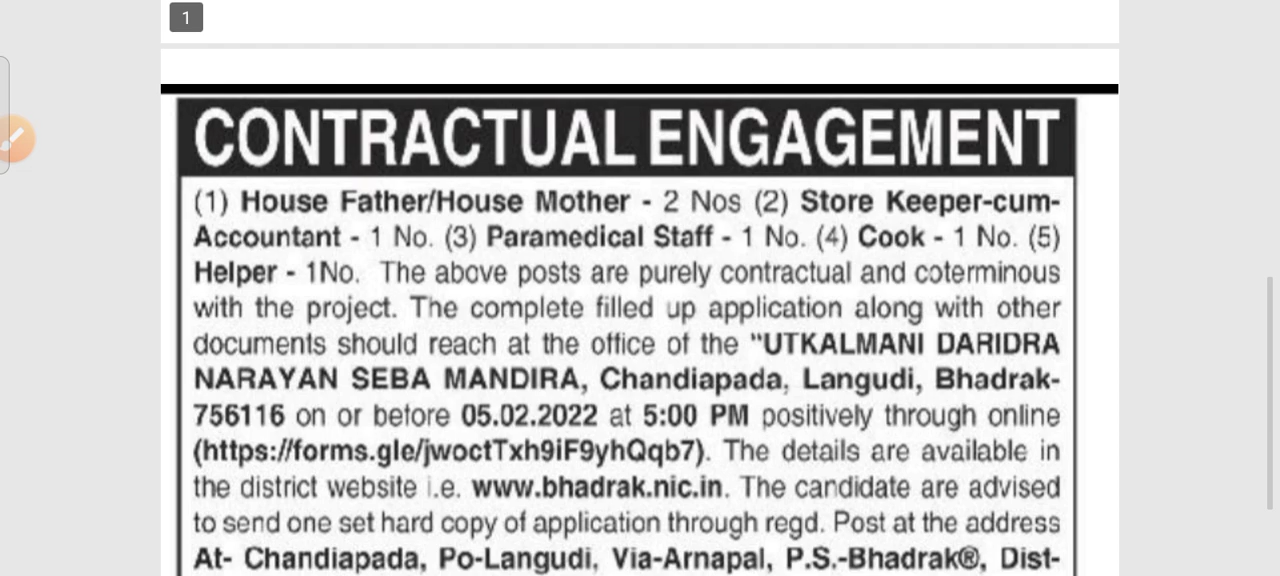 1
CONTRACTUAL ENGAGEMENT
(1) House Father/House Mother - 2 Nos (2) Store Keeper-cum-
Accountant - 1 No. (3) Paramedical Staff - 1 No. (4) Cook - 1 No. (5)
Helper - 1No. The above posts are purely contractual and coterminous
with the project. The complete filled up application along with other
documents should reach at the office of the "UTKALMANI DARIDRA
NARAYAN SEBA MANDIRA, Chandiapada, Langudi, Bhadrak-
756116 on or before 05.02.2022 at 5:00 PM positively through online
(https://forms.gle/jwoctTxh9iF9yhQqb7). The details are available in
the district website i.e. www.bhadrak.nic.in. The candidate are advised
to send one set hard copy of application through regd. Post at the address
At- Chandiapada, Po-Langudi, Via-Arnapal, P.S.-Bhadrak®, Dist-